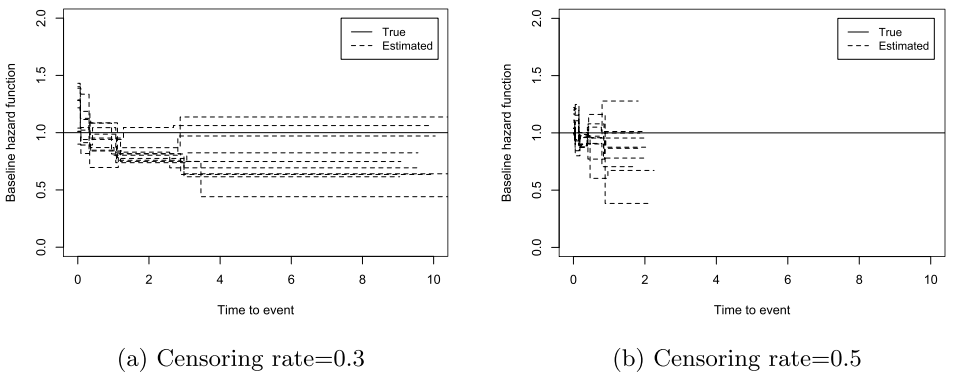 Baseline hazard function
2.0
1.5
1.0
0.5
0.0
True
Estimated
0 2 4 6 8 10
Time to event
(a) Censoring rate=0.3
Baseline hazard function
2.0
1.5
1.0
0.5
0.0
True
Estimated
0 2 4 6 8 10
Time to event
(b) Censoring rate=0.5